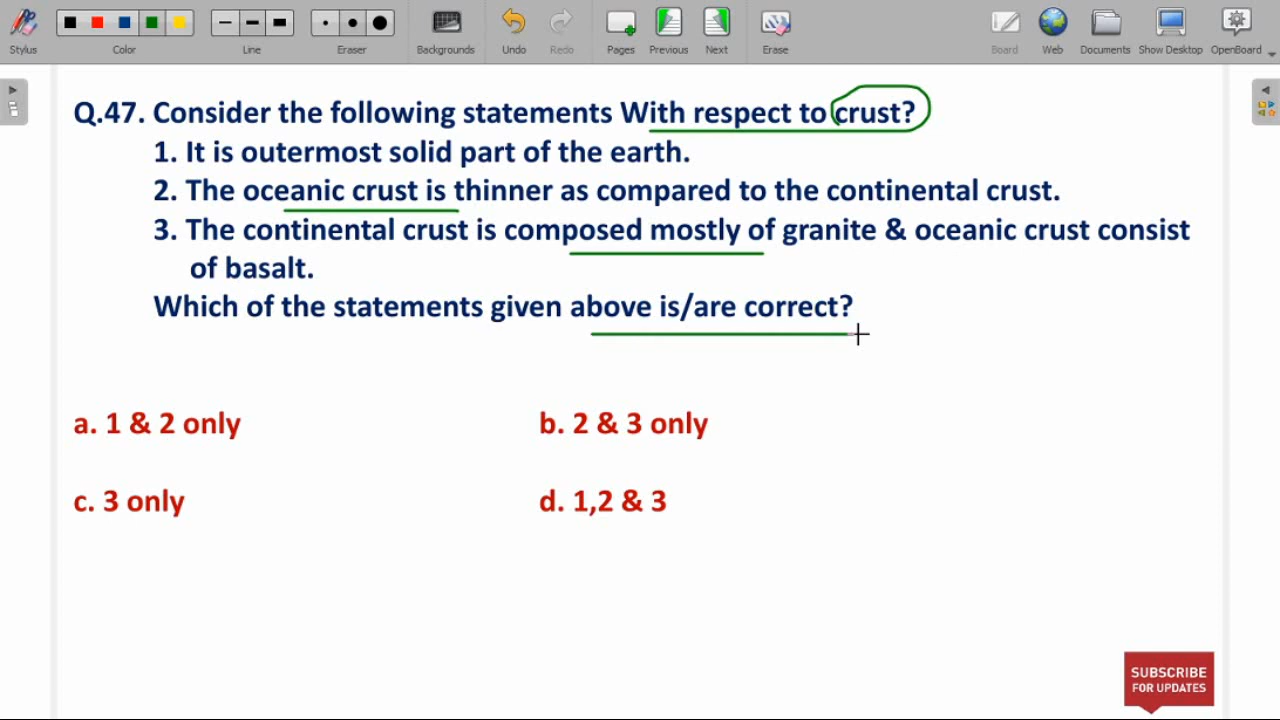 Stylus Color Line Eraser Backgrounds Undo Redo Pages Previous Next Erase Board Web Documents Show Desktop OpenBoard
Q.47. Consider the following statements With respect to crust?
1. It is outermost solid part of the earth.
2. The oceanic crust is thinner as compared to the continental crust.
3. The continental crust is composed mostly of granite & oceanic crust consist
of basalt.
Which of the statements given above is/are correct?
a. 1 & 2 only b. 2 & 3 only
c. 3 only d. 1,2 & 3
SUBSCRIBE
FOR UPDATES